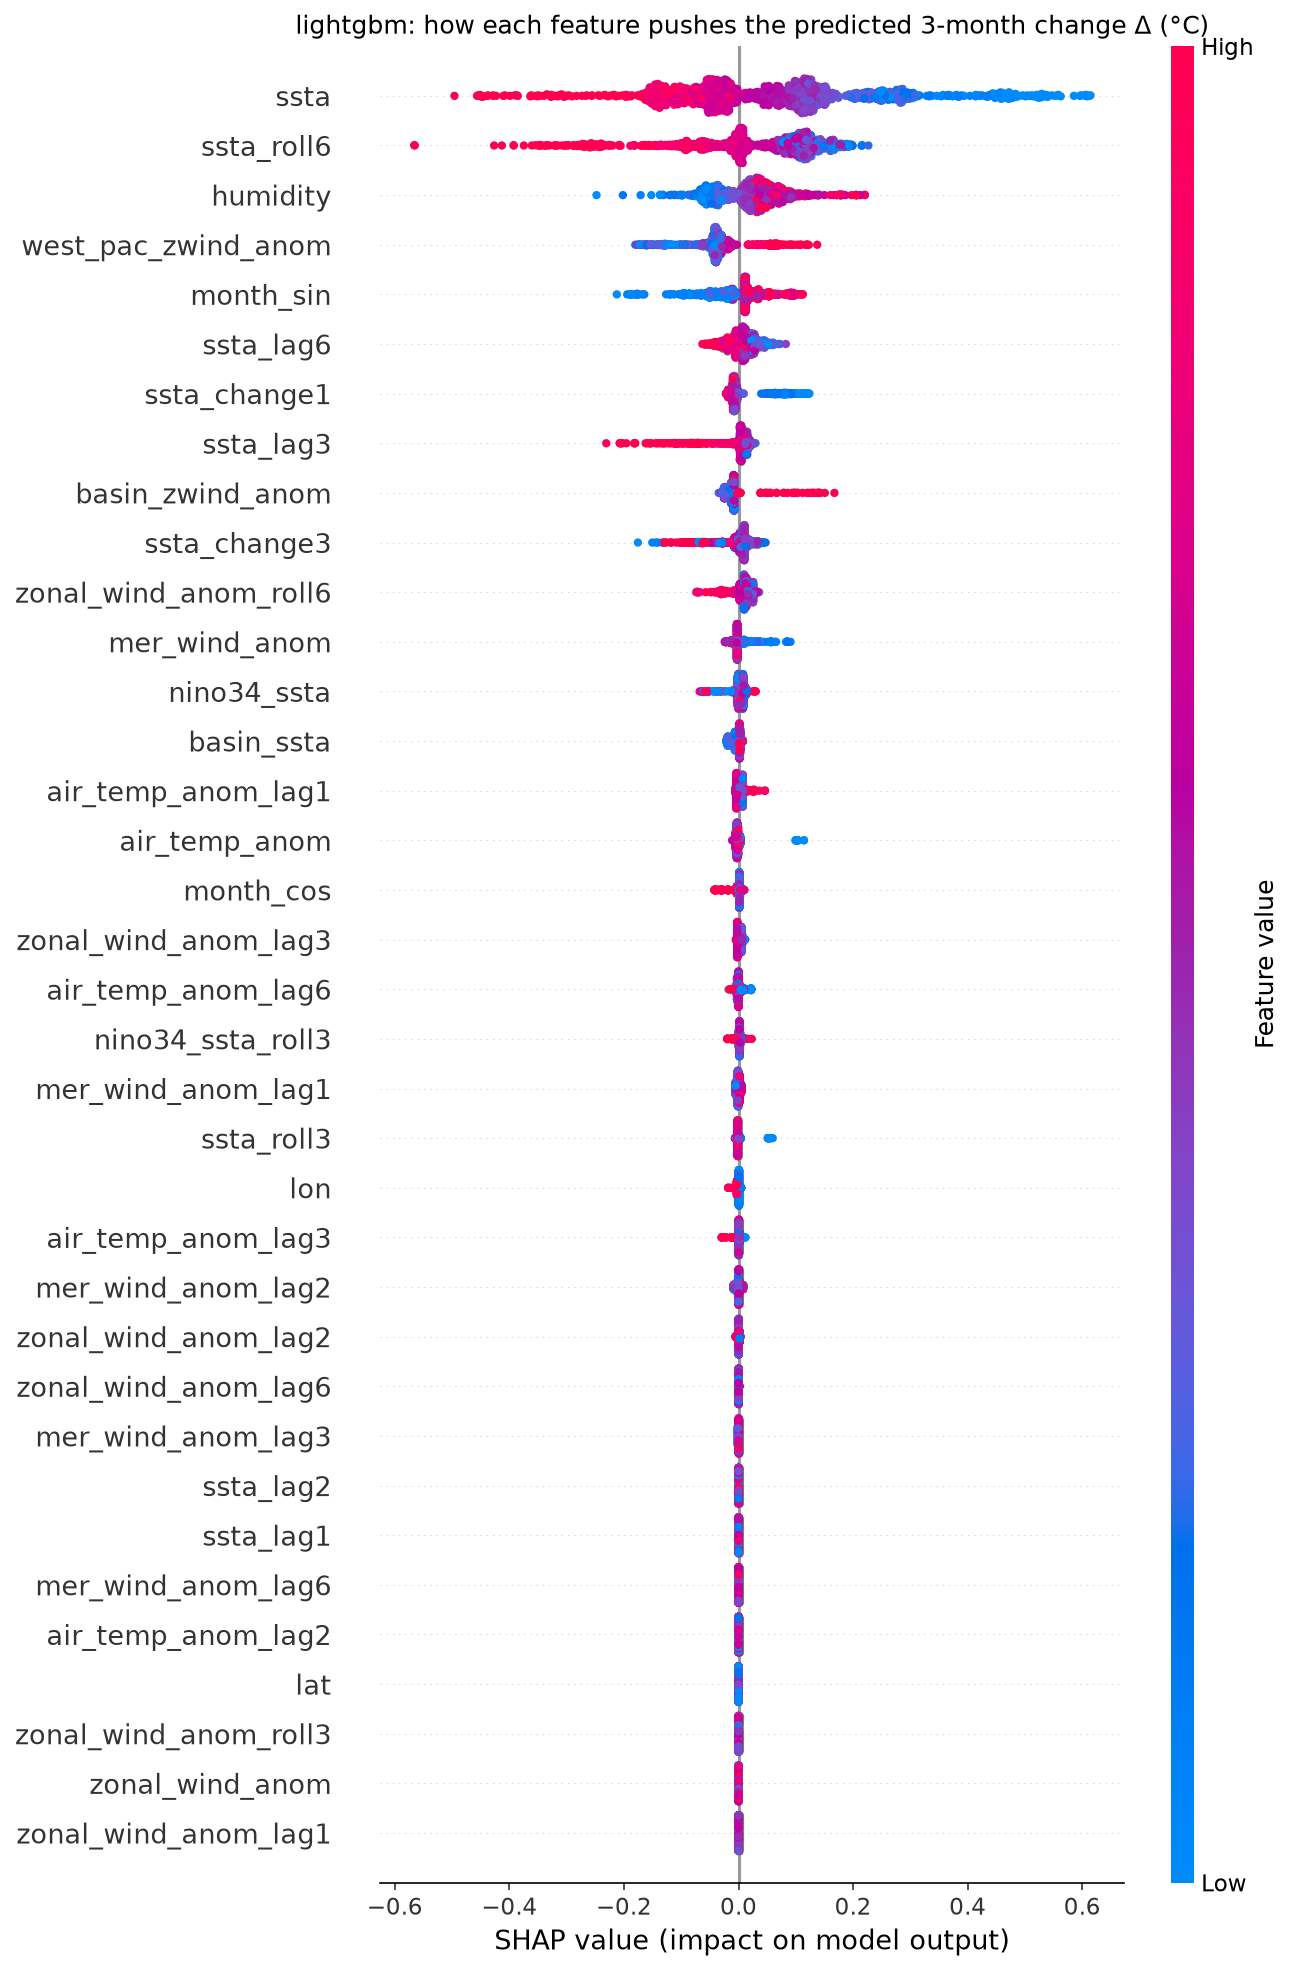 lightgbm: how each feature pushes the predicted 3-month change Δ (°C)
High
ssta
ssta_roll6
humidity
west_pac_zwind_anom
month_sin
ssta_lag6
ssta_change1
ssta_lag3
basin_zwind_anom
ssta_change3
zonal_wind_anom_roll6
mer_wind_anom
nino34_ssta
basin_ssta
air_temp_anom_lag1
air_temp_anom
month_cos
zonal_wind_anom_lag3
air_temp_anom_lag6
nino34_ssta_roll3
mer_wind_anom_lag1
ssta_roll3
lon
air_temp_anom_lag3
mer_wind_anom_lag2
zonal_wind_anom_lag2
zonal_wind_anom_lag6
mer_wind_anom_lag3
ssta_lag2
ssta_lag1
mer_wind_anom_lag6
air_temp_anom_lag2
lat
zonal_wind_anom_roll3
zonal_wind_anom
zonal_wind_anom_lag1
Feature value
Low
−0.6 −0.4 −0.2 0.0 0.2 0.4 0.6
SHAP value (impact on model output)